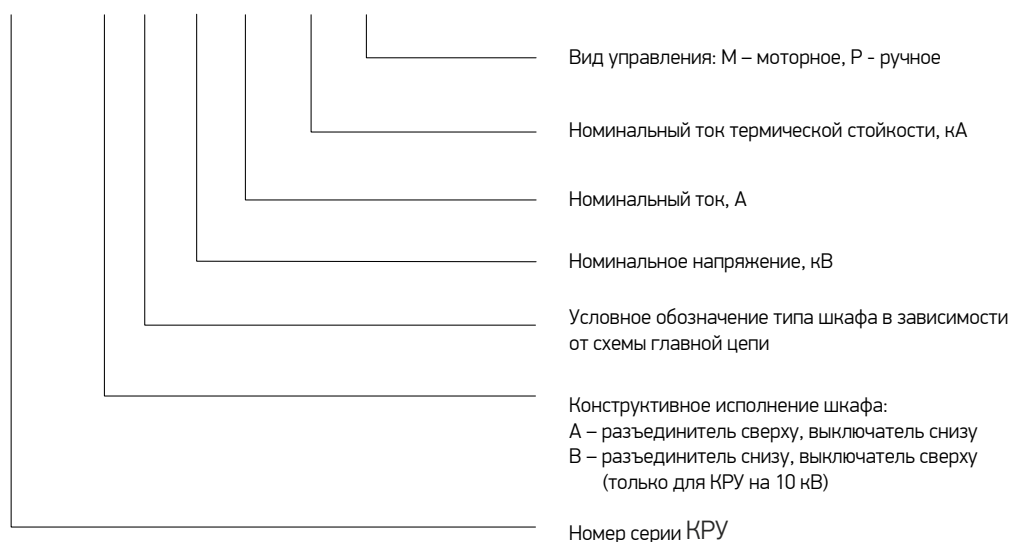 Вид управления: М – моторное, Р - ручное
Номинальный ток термической стойкости, кА
Номинальный ток, А
Номинальное напряжение, кВ
Условное обозначение типа шкафа в зависимости
от схемы главной цепи
Конструктивное исполнение шкафа:
А – разъединитель сверху, выключатель снизу
В – разъединитель снизу, выключатель сверху
(только для КРУ на 10 кВ)
Номер серии КРУ